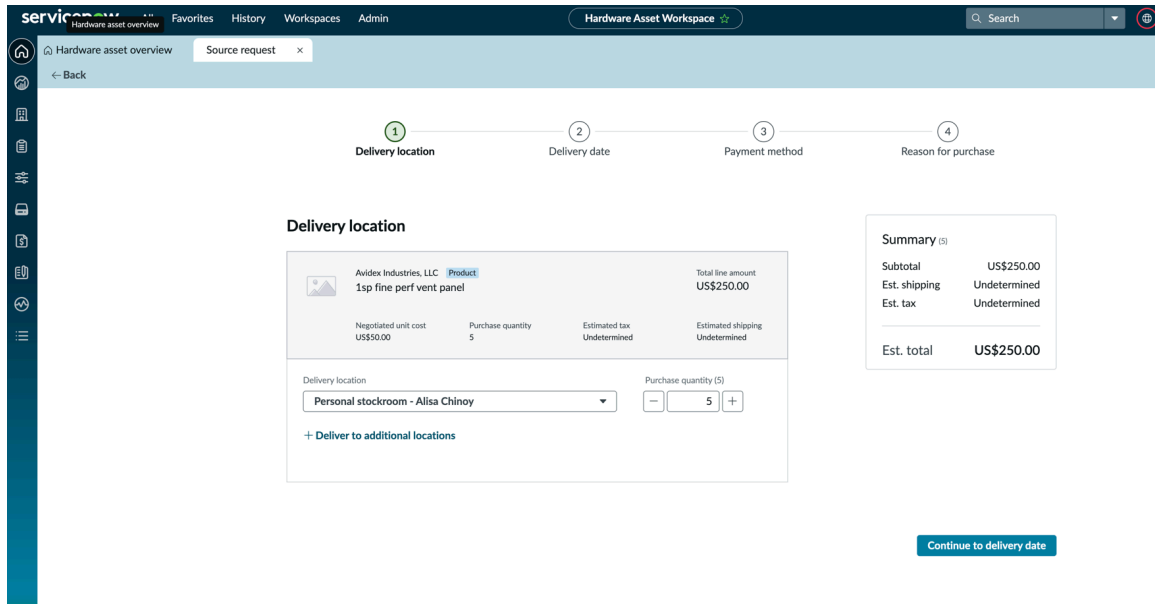 servicenow All Favorites History Workspaces Admin Hardware Asset Workspace ☆ Search
Hardware asset overview
Hardware asset overview Source request ×
← Back
1 2 3 4
Delivery location Delivery date Payment method Reason for purchase
Delivery location
Avidex Industries, LLC Product Total line amount
1sp fine perf vent panel US$250.00
Negotiated unit cost Purchase quantity Estimated tax Estimated shipping
US$50.00 5 Undetermined Undetermined
Delivery location Purchase quantity (5)
Personal stockroom - Alisa Chinoy − 5 +
+ Deliver to additional locations
Summary (5)
Subtotal US$250.00
Est. shipping Undetermined
Est. tax Undetermined
Est. total US$250.00
Continue to delivery date